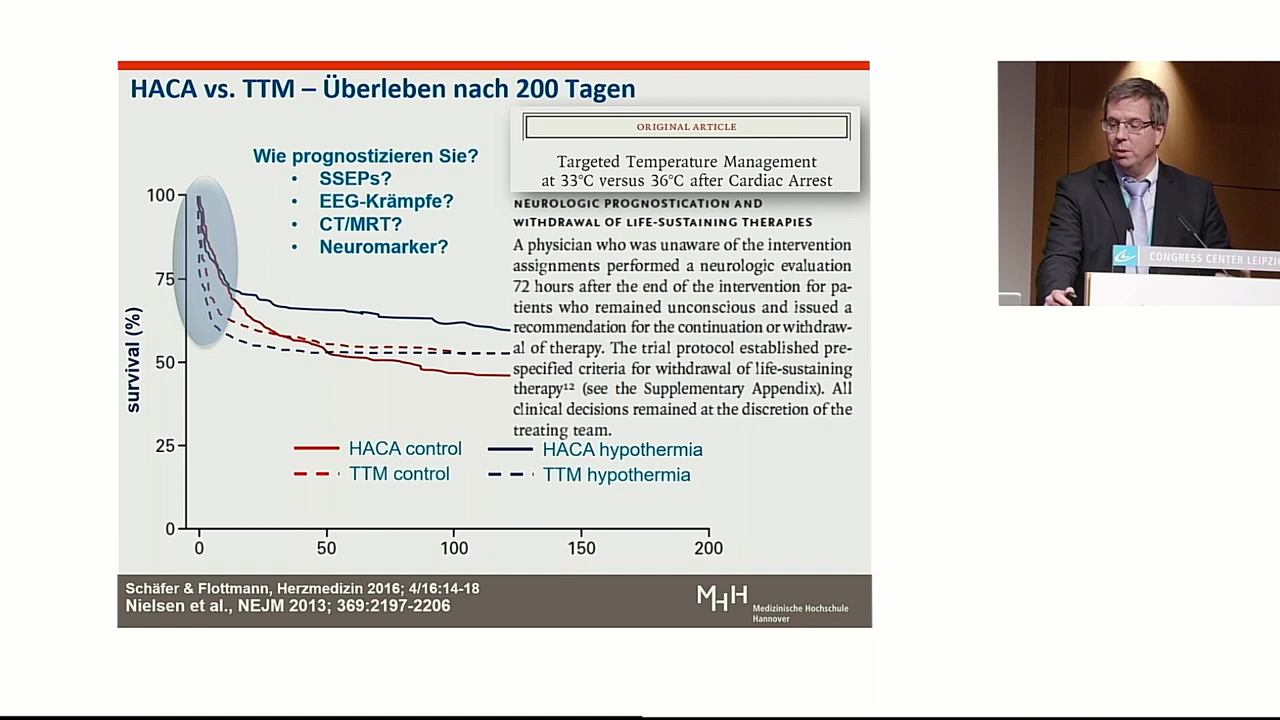 HACA vs. TTM – Überleben nach 200 Tagen
ORIGINAL ARTICLE
Targeted Temperature Management
at 33°C versus 36°C after Cardiac Arrest
Wie prognostizieren Sie?
• SSEPs?
• EEG-Krämpfe?
• CT/MRT?
• Neuromarker?
NEUROLOGIC PROGNOSTICATION AND
WITHDRAWAL OF LIFE-SUSTAINING THERAPIES
A physician who was unaware of the intervention
assignments performed a neurologic evaluation
72 hours after the end of the intervention for pa-
tients who remained unconscious and issued a
recommendation for the continuation or withdraw-
al of therapy. The trial protocol established pre-
specified criteria for withdrawal of life-sustaining
therapy¹² (see the Supplementary Appendix). All
clinical decisions remained at the discretion of the
treating team.
survival (%)
100
75
50
25
0
HACA control
HACA hypothermia
TTM control
TTM hypothermia
0 50 100 150 200
Schäfer & Flottmann, Herzmedizin 2016; 4/16:14-18
Nielsen et al., NEJM 2013; 369:2197-2206
MHH
Medizinische Hochschule
Hannover
CONGRESS CENTER LEIPZIG